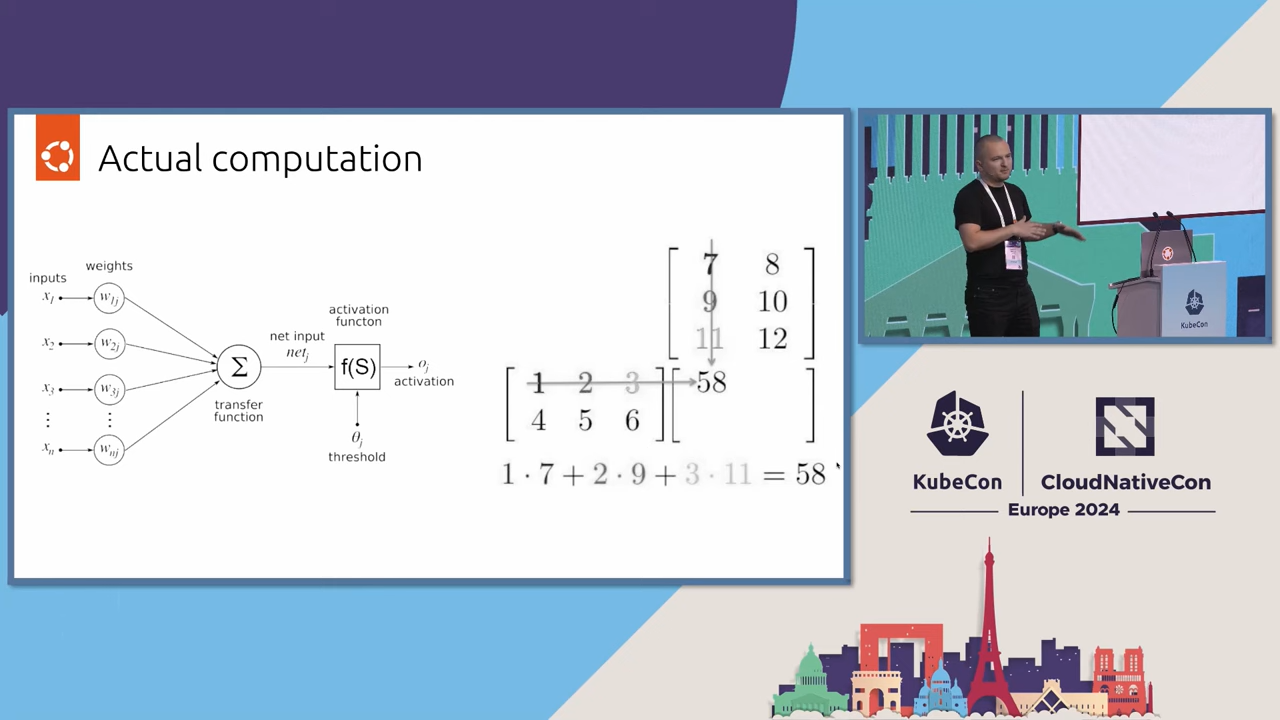 Actual computation
inputs
weights
x₁
w₁ⱼ
x₂
w₂ⱼ
x₃
w₃ⱼ
⋮ ⋮
xₙ
wₙⱼ
Σ
transfer
function
net input
netⱼ
activation
functon
f(S)
oⱼ
activation
θⱼ
threshold
7 8
9 10
11 12
1 2 3 58
4 5 6
1 · 7 + 2 · 9 + 3 · 11 = 58
KubeCon
KubeCon
CloudNativeCon
Europe 2024